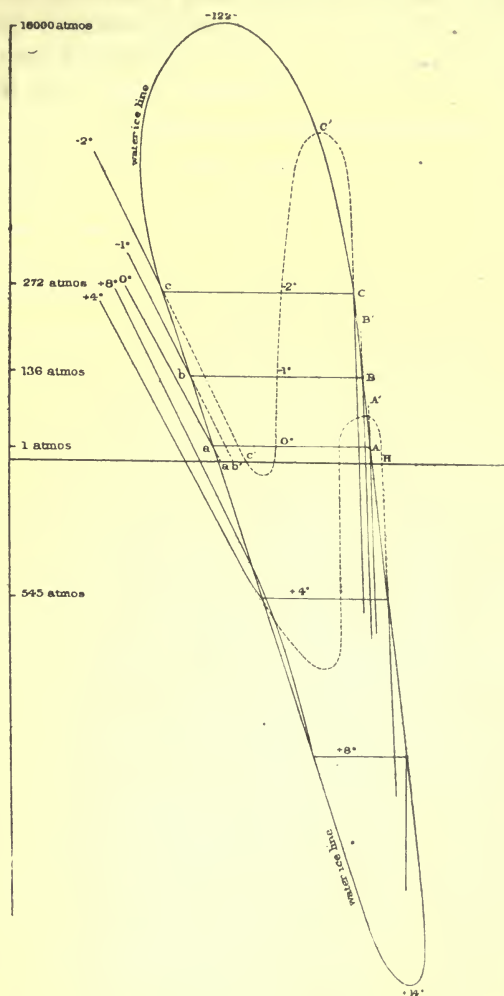 -122°
16000 atmos
water ice line
C'
-2°
-1°
+8° 0°
+4°
272 atmos
c
-2°
C
B'
136 atmos
b
-1°
B
A'
1 atmos
a
0°
A
a b' c'
H
545 atmos
+4°
+8°
water ice line
+14°